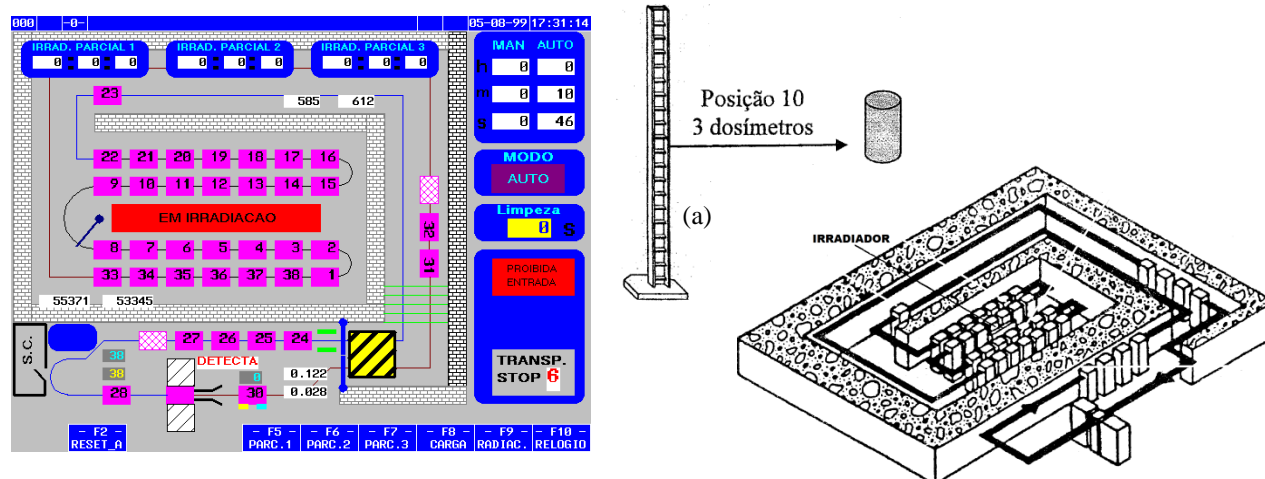 000 -0- 05-08-99 17:31:14
IRRAD. PARCIAL 1 IRRAD. PARCIAL 2 IRRAD. PARCIAL 3
0 : 0 : 0 0 : 0 : 0 0 : 0 : 0
MAN AUTO
h 0 0
m 0 10
s 0 46
23
585 612
22 21 20 19 18 17 16
9 10 11 12 13 14 15
EM IRRADIACAO
8 7 6 5 4 3 2
33 34 35 36 37 38 1
32
31
55371 53345
MODO
AUTO
Limpeza
0 S
PROIBIDA
ENTRADA
TRANSP.
STOP 6
S.C.
27 26 25 24
38
38
DETECTA
0
28 30
0.122
0.028
- F2 - - F5 - - F6 - - F7 - - F8 - - F9 - - F10 -
RESET_A PARC.1 PARC.2 PARC.3 CARGA RADIAC. RELOGIO
Posição 10
3 dosímetros
(a)
IRRADIADOR